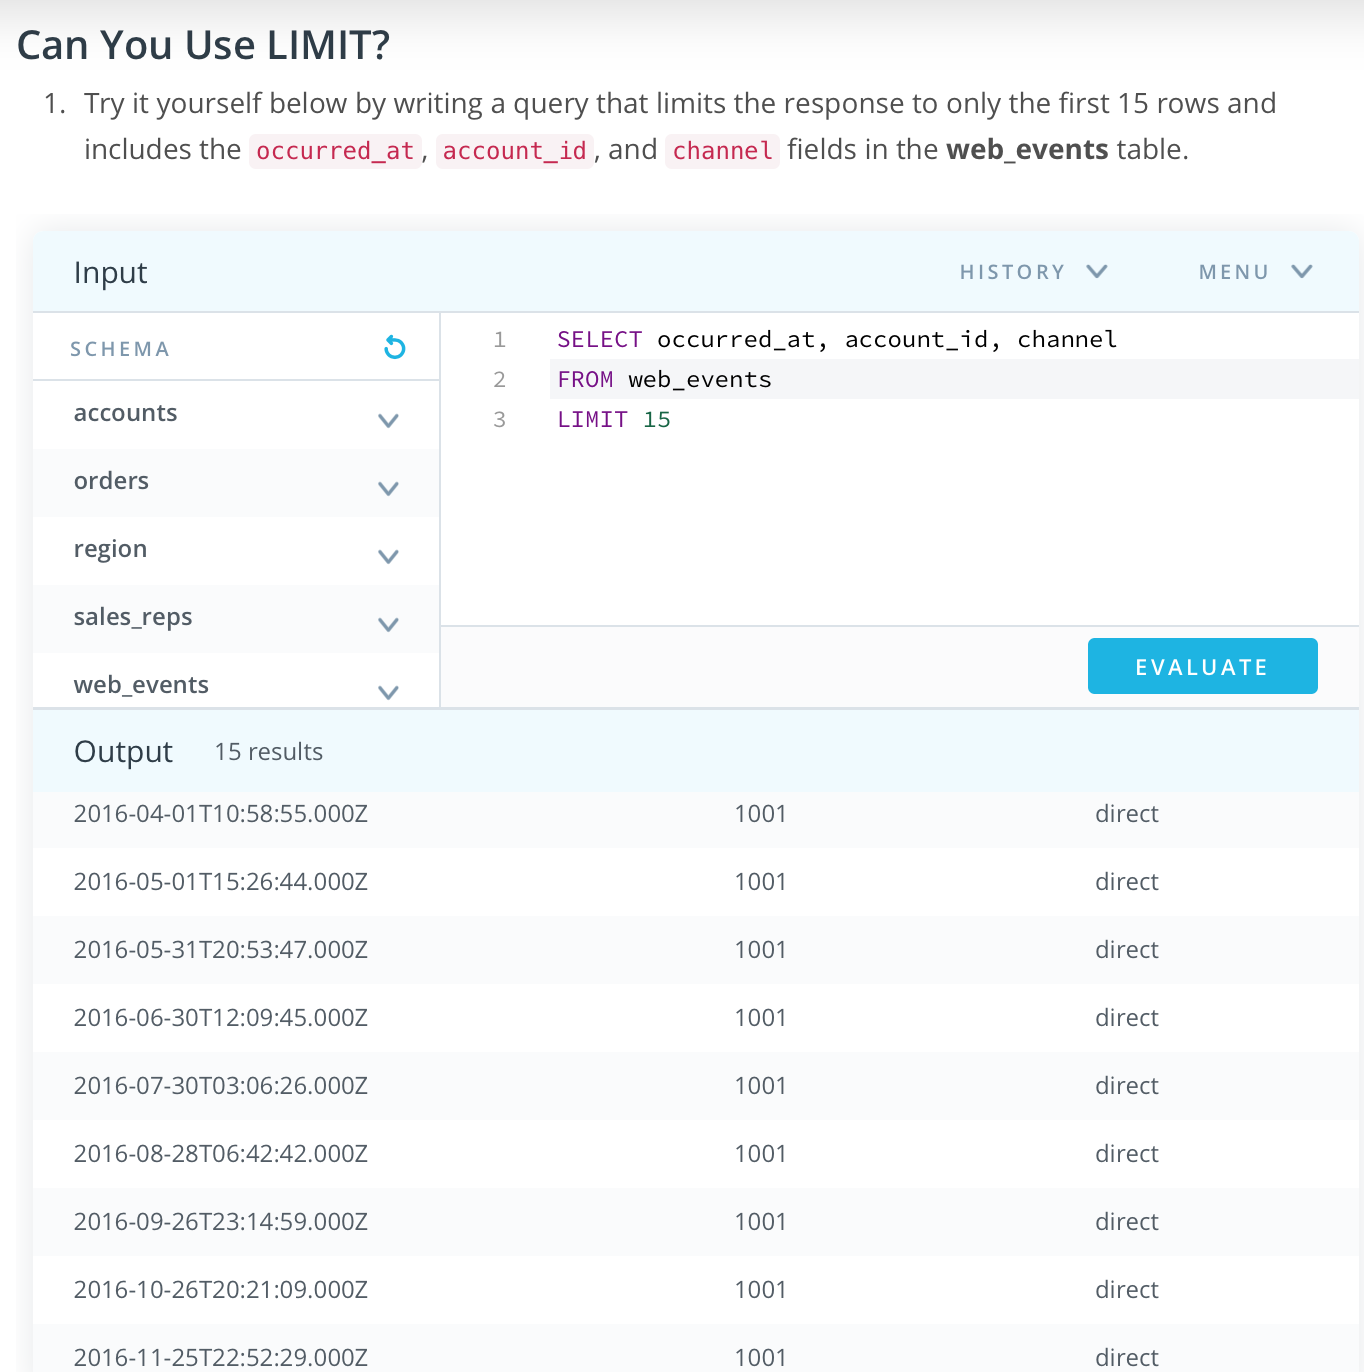 Can You Use LIMIT?
1. Try it yourself below by writing a query that limits the response to only the first 15 rows and
includes the occurred_at, account_id, and channel fields in the web_events table.
Input HISTORY MENU
SCHEMA
accounts
orders
region
sales_reps
web_events
1 SELECT occurred_at, account_id, channel
2 FROM web_events
3 LIMIT 15
EVALUATE
Output 15 results
2016-04-01T10:58:55.000Z 1001 direct
2016-05-01T15:26:44.000Z 1001 direct
2016-05-31T20:53:47.000Z 1001 direct
2016-06-30T12:09:45.000Z 1001 direct
2016-07-30T03:06:26.000Z 1001 direct
2016-08-28T06:42:42.000Z 1001 direct
2016-09-26T23:14:59.000Z 1001 direct
2016-10-26T20:21:09.000Z 1001 direct
2016-11-25T22:52:29.000Z 1001 direct